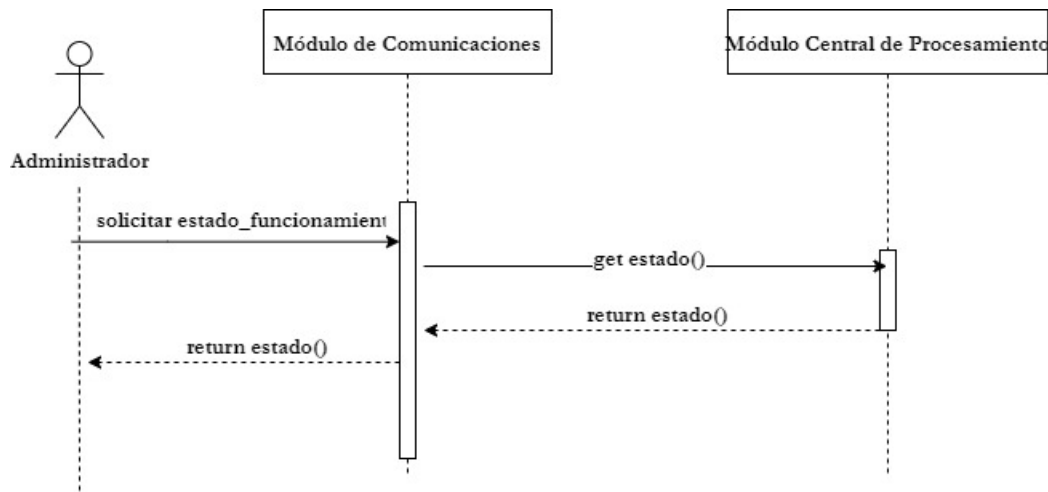 Módulo de Comunicaciones
Módulo Central de Procesamiento
Administrador
solicitar estado_funcionamient
get estado()
return estado()
return estado()